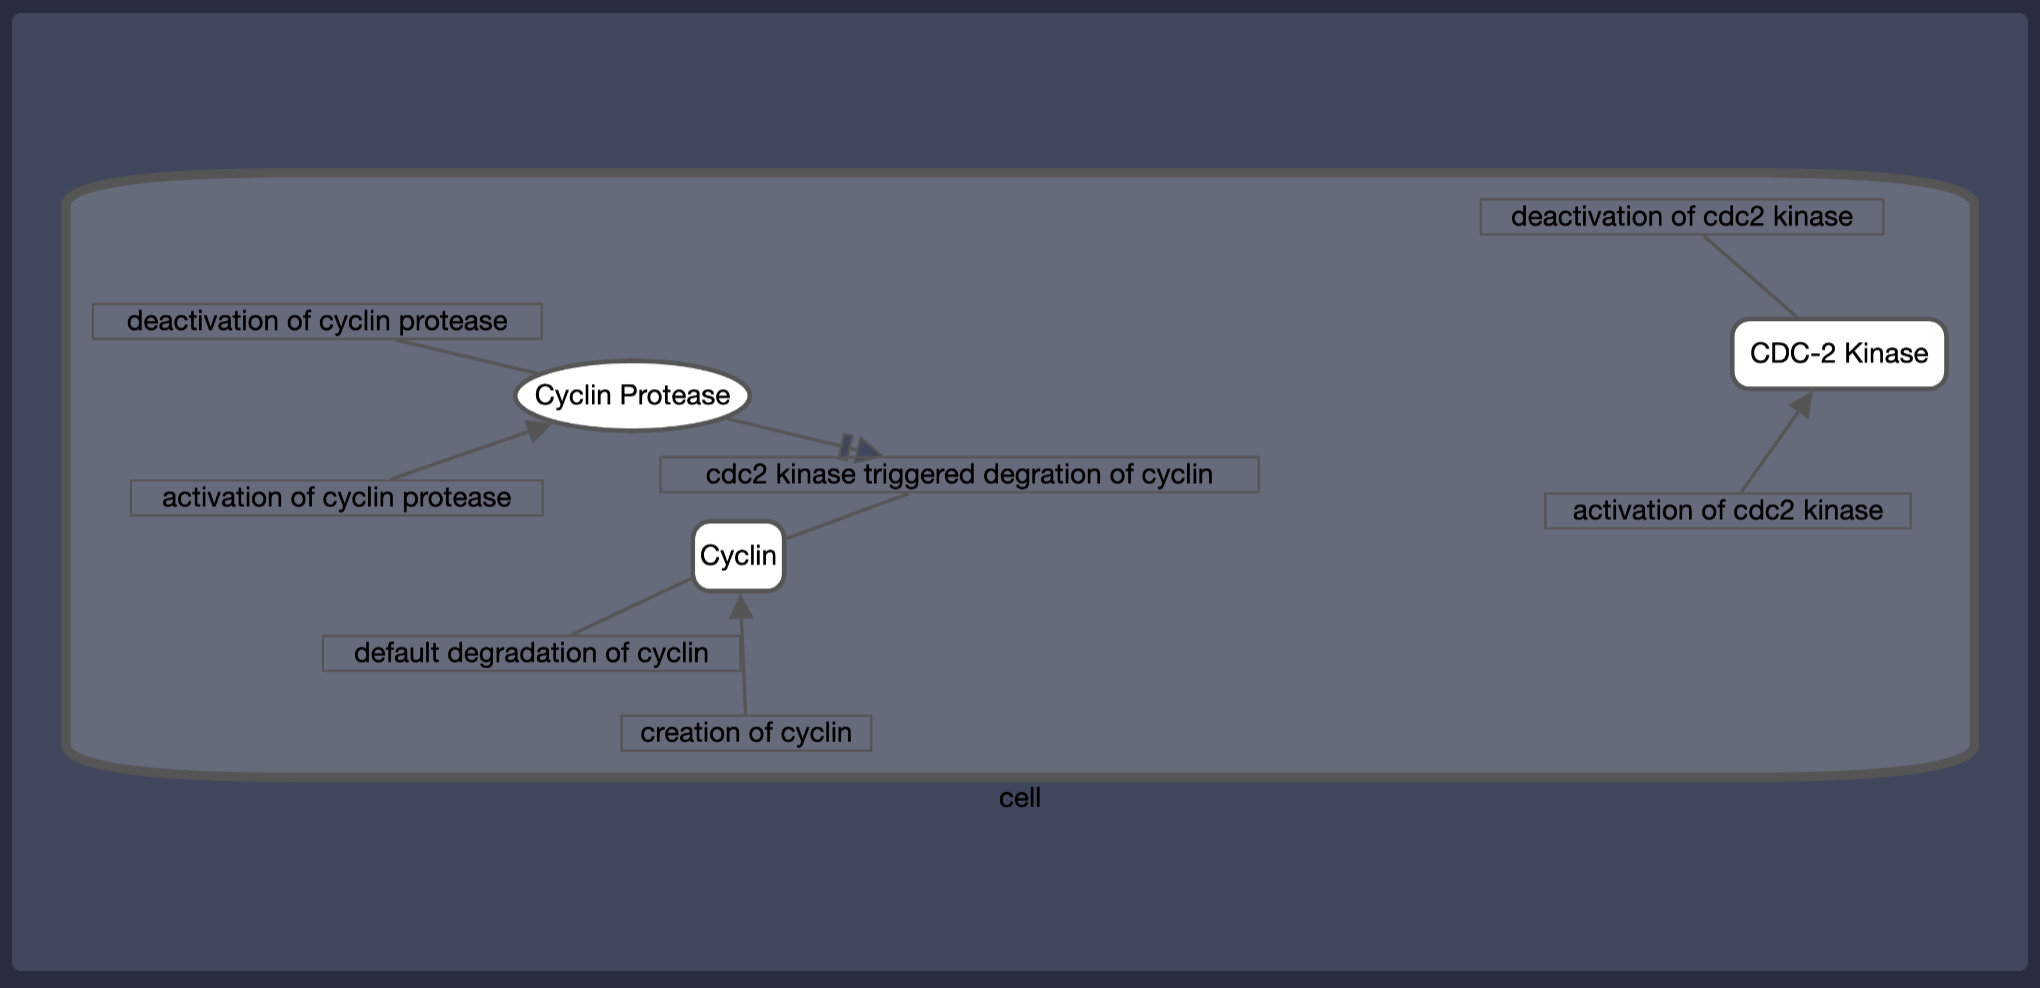 deactivation of cdc2 kinase
deactivation of cyclin protease
CDC-2 Kinase
Cyclin Protease
cdc2 kinase triggered degration of cyclin
activation of cyclin protease
activation of cdc2 kinase
Cyclin
default degradation of cyclin
creation of cyclin
cell